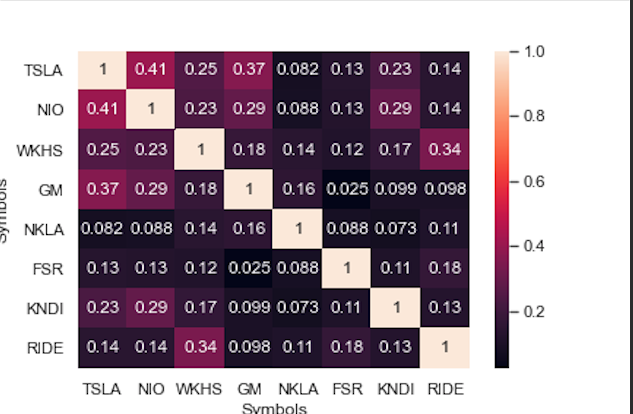 TSLA 1 0.41 0.25 0.37 0.082 0.13 0.23 0.14
NIO 0.41 1 0.23 0.29 0.088 0.13 0.29 0.14
WKHS 0.25 0.23 1 0.18 0.14 0.12 0.17 0.34
GM 0.37 0.29 0.18 1 0.16 0.025 0.099 0.098
NKLA 0.082 0.088 0.14 0.16 1 0.088 0.073 0.11
FSR 0.13 0.13 0.12 0.025 0.088 1 0.11 0.18
KNDI 0.23 0.29 0.17 0.099 0.073 0.11 1 0.13
RIDE 0.14 0.14 0.34 0.098 0.11 0.18 0.13 1
TSLA NIO WKHS GM NKLA FSR KNDI RIDE
Symbols
Symbols
1.0
0.8
0.6
0.4
0.2